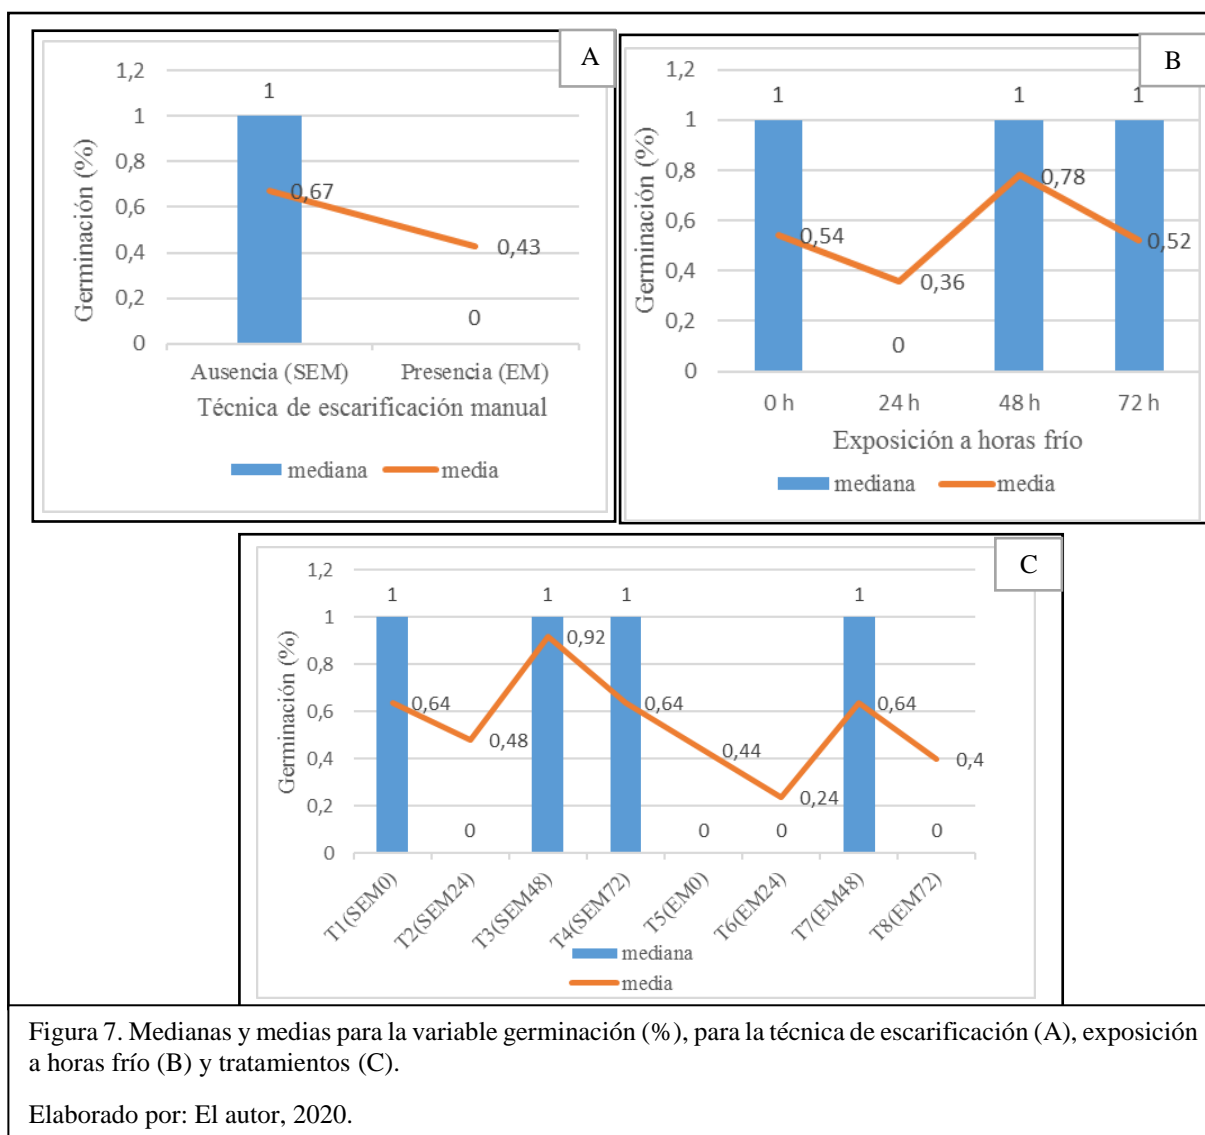 A
1,2
1
0,8
0,6
0,4
0,2
0
Germinación (%)
1
0,67
0,43
0
Ausencia (SEM) Presencia (EM)
Técnica de escarificación manual
mediana media
B
1,2
1
0,8
0,6
0,4
0,2
0
Germinación (%)
1 1 1
0,54
0,36
0,78
0,52
0
0 h 24 h 48 h 72 h
Exposición a horas frío
mediana media
C
1,2
1
0,8
0,6
0,4
0,2
0
Germinación (%)
1 1 1 1
0,64
0,48
0,92
0,64
0,44
0,24
0,64
0,4
0 0 0 0
T1(SEM0) T2(SEM24) T3(SEM48) T4(SEM72) T5(EM0) T6(EM24) T7(EM48) T8(EM72)
mediana
media
Figura 7. Medianas y medias para la variable germinación (%), para la técnica de escarificación (A), exposición
a horas frío (B) y tratamientos (C).
Elaborado por: El autor, 2020.